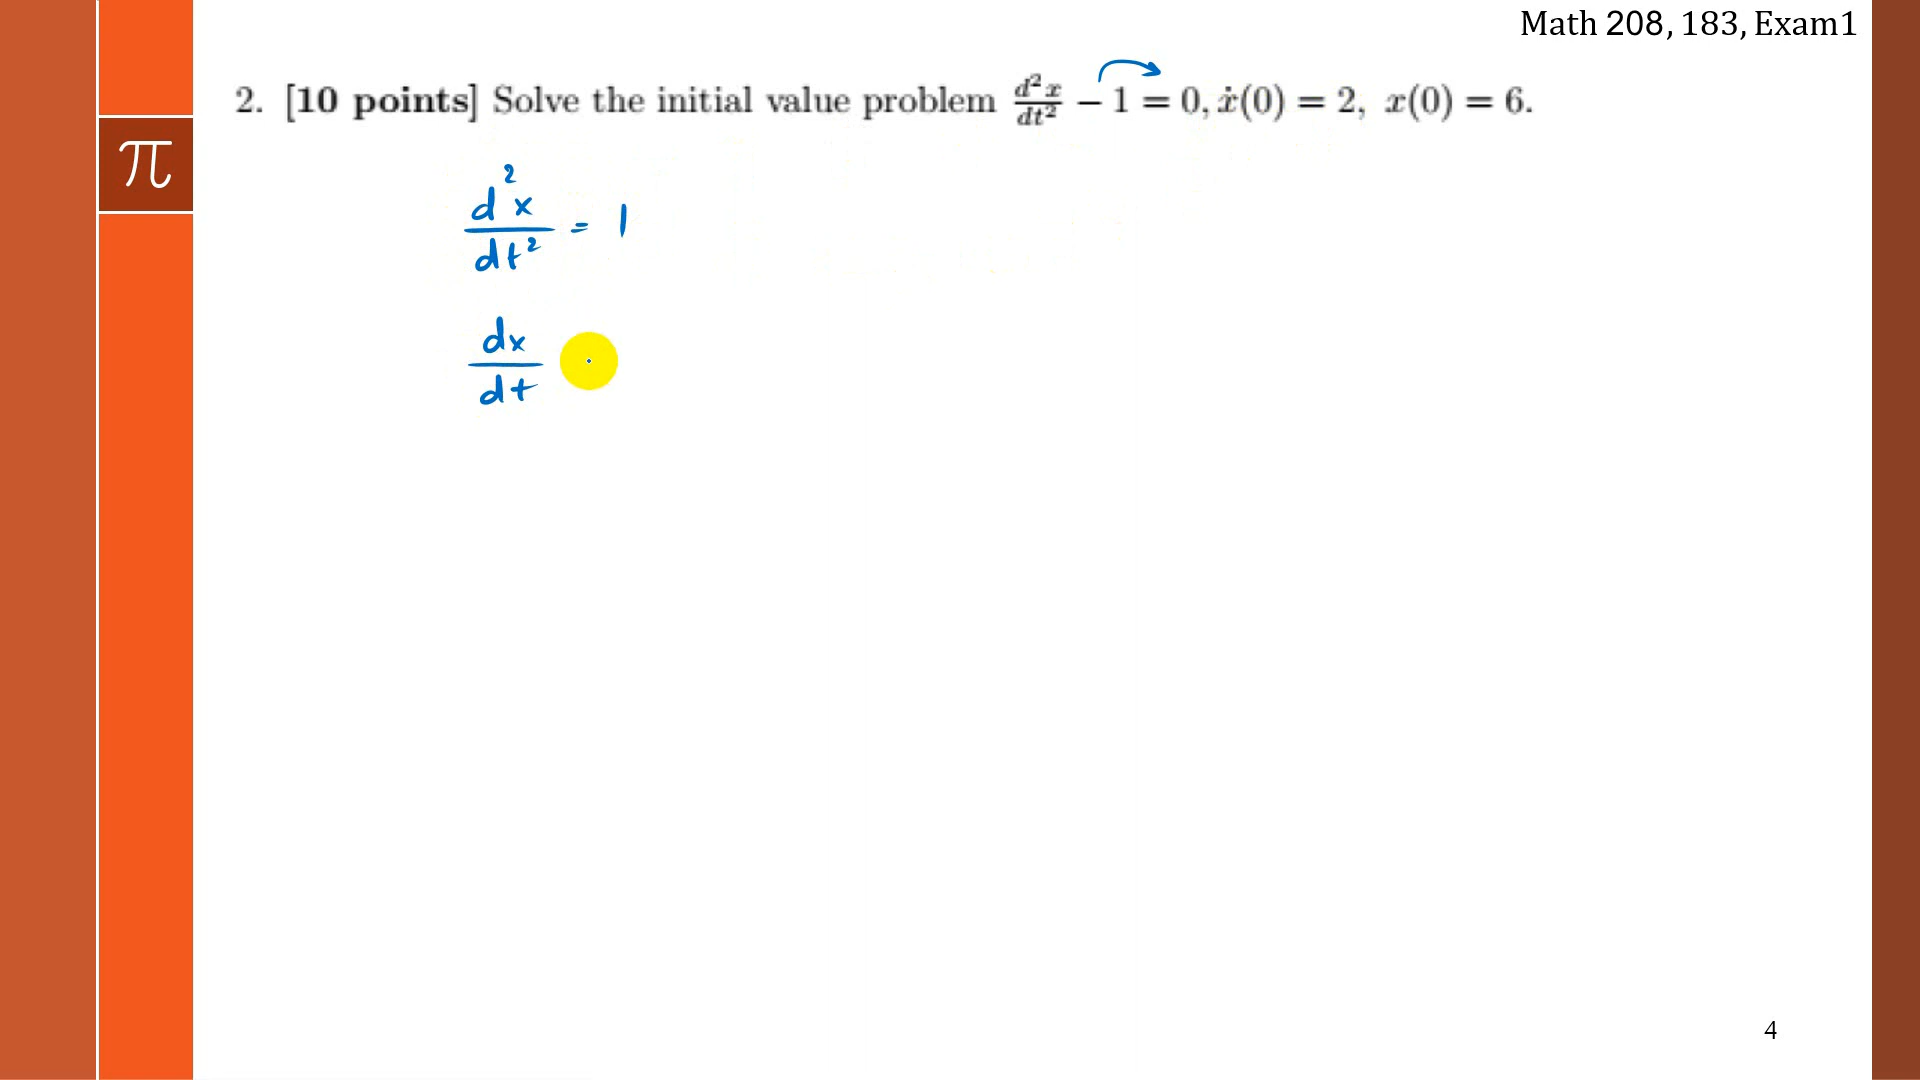 Math 208, 183, Exam1
π
2. [10 points] Solve the initial value problem d²x/dt² − 1 = 0, ẋ(0) = 2, x(0) = 6.
d²x/dt² = 1
dx/dt
4